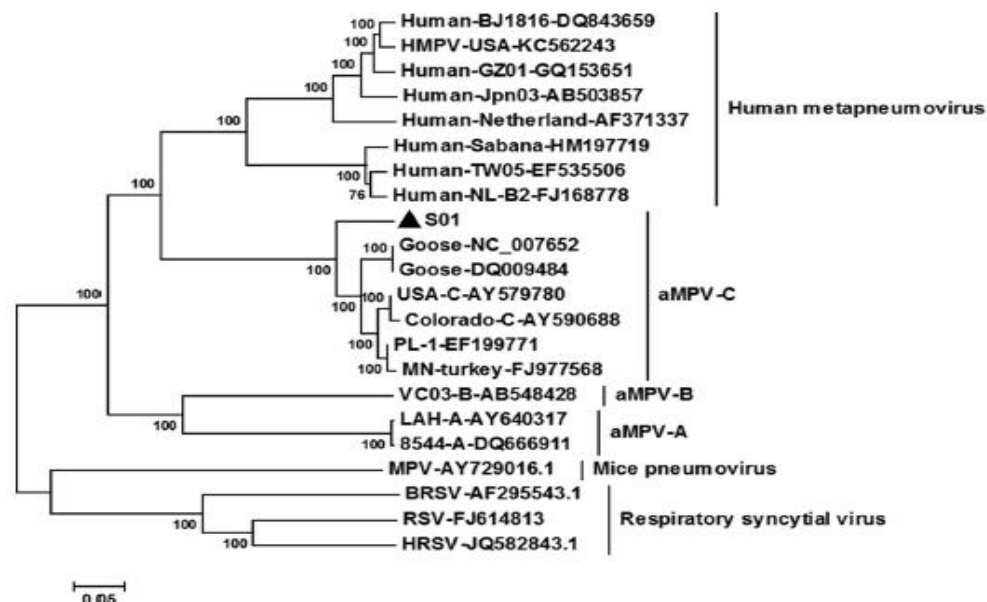 100 Human-BJ1816-DQ843659
100 HMPV-USA-KC562243
100 Human-GZ01-GQ153651
100 Human-Jpn03-AB503857
Human-Netherland-AF371337
Human metapneumovirus
100
Human-Sabana-HM197719
100 Human-TW05-EF535506
76 Human-NL-B2-FJ168778
100
S01
100 Goose-NC_007652
100 Goose-DQ009484
100 USA-C-AY579780
aMPV-C
100 Colorado-C-AY590688
100 PL-1-EF199771
100 MN-turkey-FJ977568
100
VC03-B-AB548428 aMPV-B
100 LAH-A-AY640317
aMPV-A
100 8544-A-DQ666911
MPV-AY729016.1 Mice pneumovirus
BRSV-AF295543.1
100 RSV-FJ614813 Respiratory syncytial virus
100 HRSV-JQ582843.1
0.05